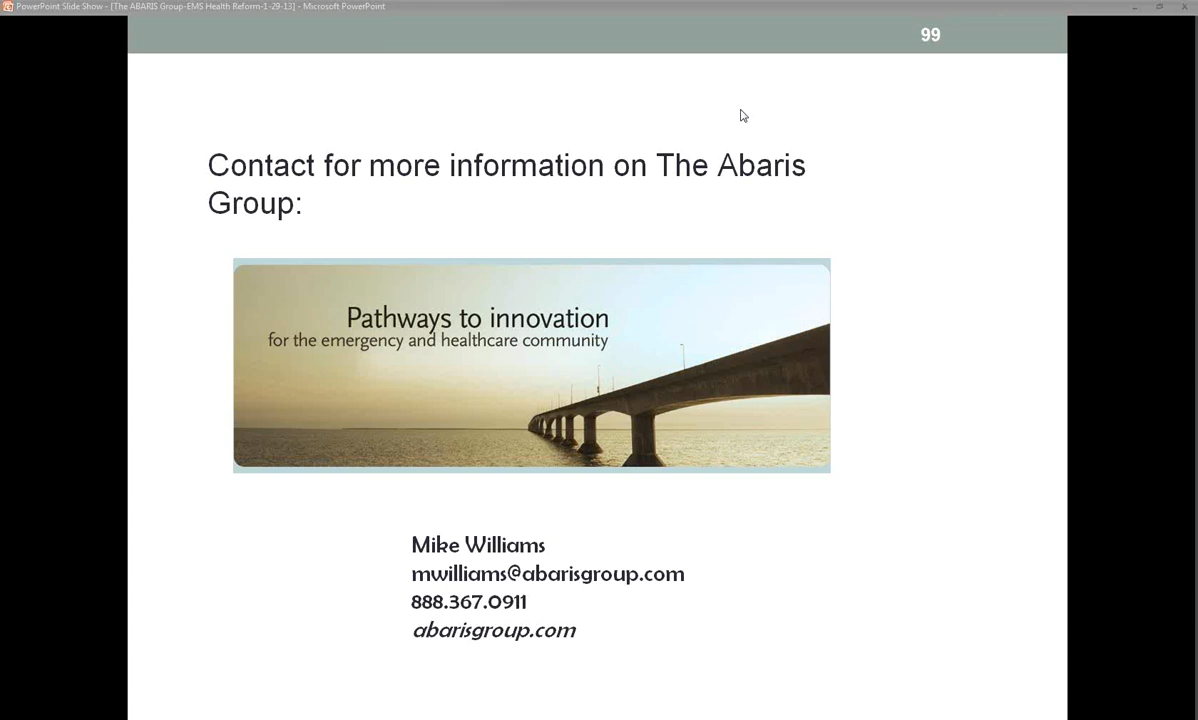 PowerPoint Slide Show - [The ABARIS Group-EMS Health Reform-1-29-13] - Microsoft PowerPoint
99
Contact for more information on The Abaris
Group:
Pathways to innovation
for the emergency and healthcare community
Mike Williams
mwilliams@abarisgroup.com
888.367.0911
abarisgroup.com